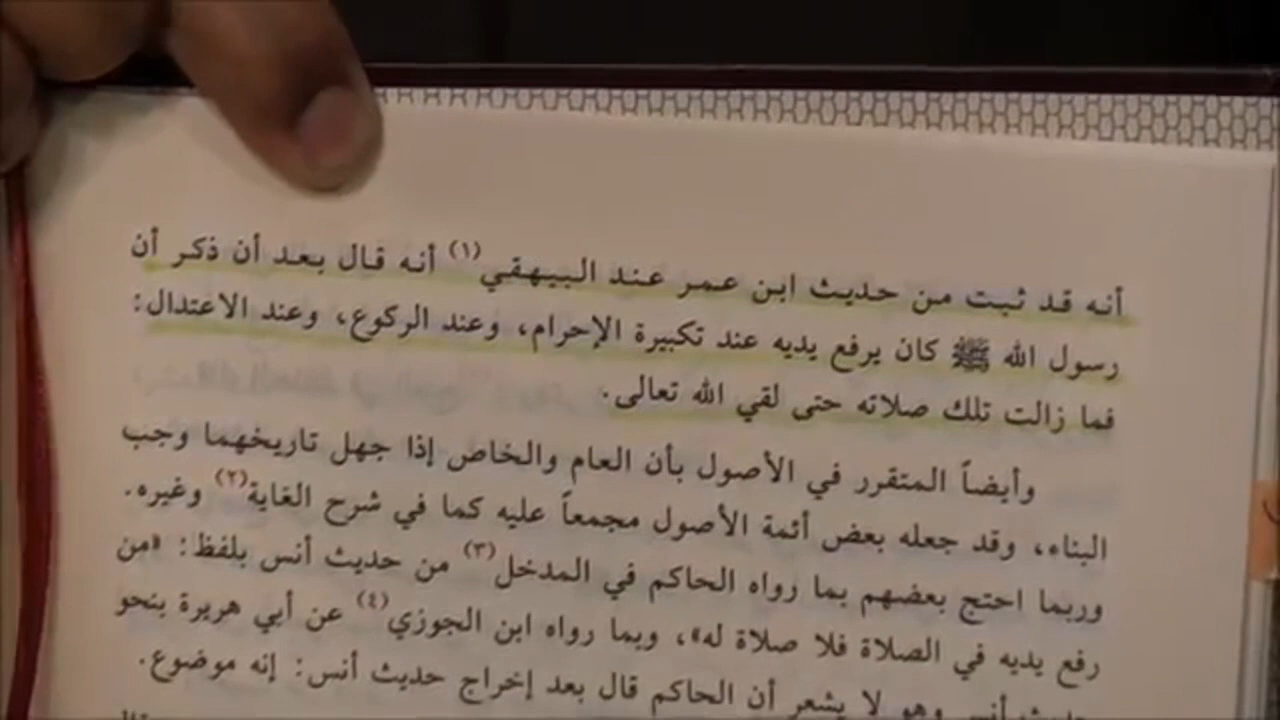 أنه قد ثبت من حديث ابن عمر عند البيهقي(١) أنه قال بعد أن ذكر أن
رسول الله ﷺ كان يرفع يديه عند تكبيرة الإحرام، وعند الركوع، وعند الاعتدال:
فما زالت تلك صلاته حتى لقي الله تعالى.
وأيضاً المتقرر في الأصول بأن العام والخاص إذا جهل تاريخهما وجب
البناء، وقد جعله بعض أئمة الأصول مجمعاً عليه كما في شرح الغاية(٢) وغيره.
وربما احتج بعضهم بما رواه الحاكم في المدخل(٣) من حديث أنس بلفظ: «من
رفع يديه في الصلاة فلا صلاة له»، وبما رواه ابن الجوزي(٤) عن أبي هريرة بنحو
حديث أنس وهو لا يشعر أن الحاكم قال بعد إخراج حديث أنس: إنه موضوع.